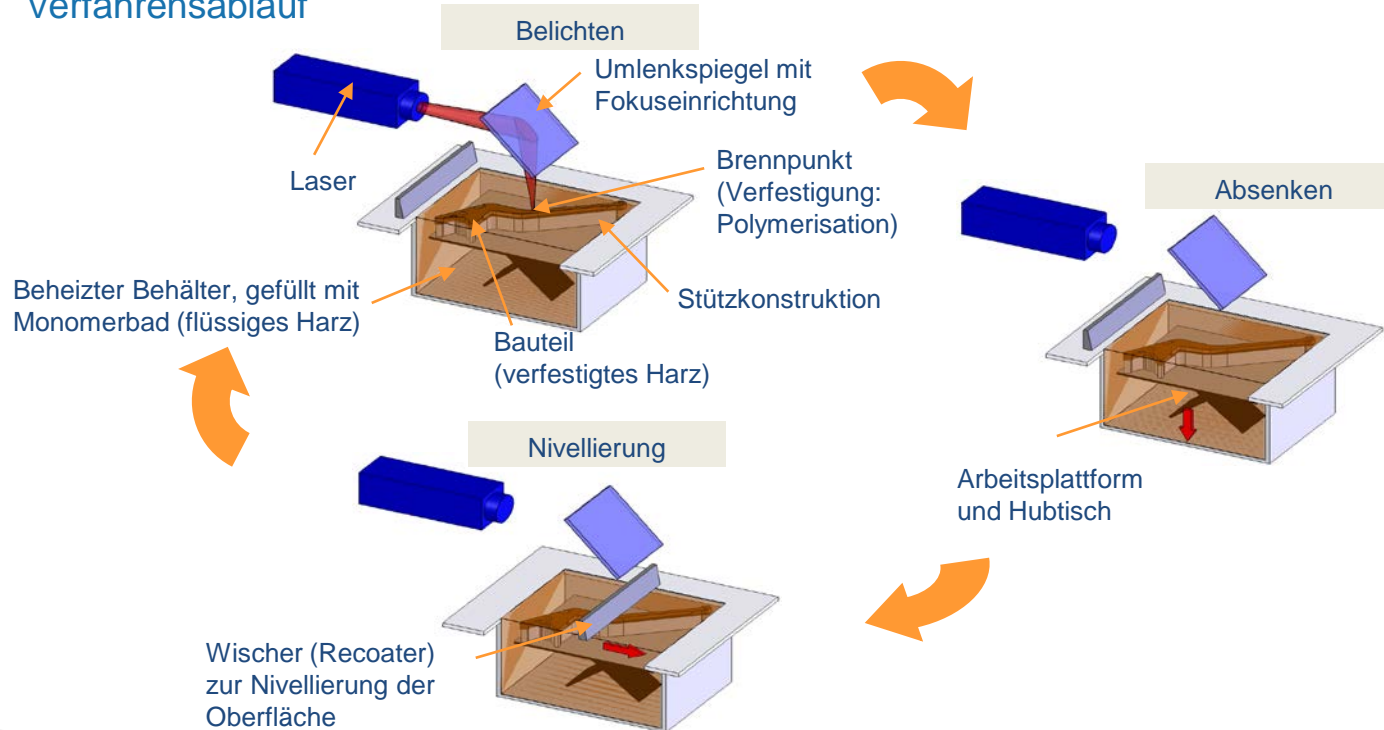 Verfahrensablauf
Belichten
Umlenkspiegel mit
Fokuseinrichtung
Laser
Brennpunkt
(Verfestigung:
Polymerisation)
Beheizter Behälter, gefüllt mit
Monomerbad (flüssiges Harz)
Stützkonstruktion
Bauteil
(verfestigtes Harz)
Absenken
Arbeitsplattform
und Hubtisch
Nivellierung
Wischer (Recoater)
zur Nivellierung der
Oberfläche